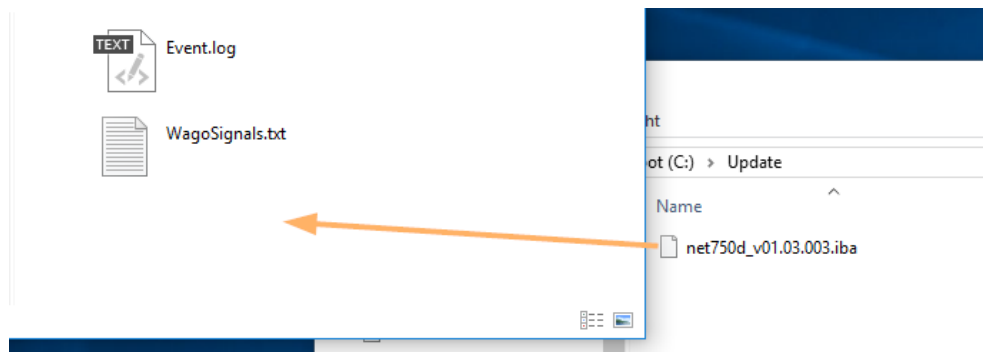 TEXT
Event.log
WagoSignals.txt
ht
ot (C:) > Update
Name
net750d_v01.03.003.iba